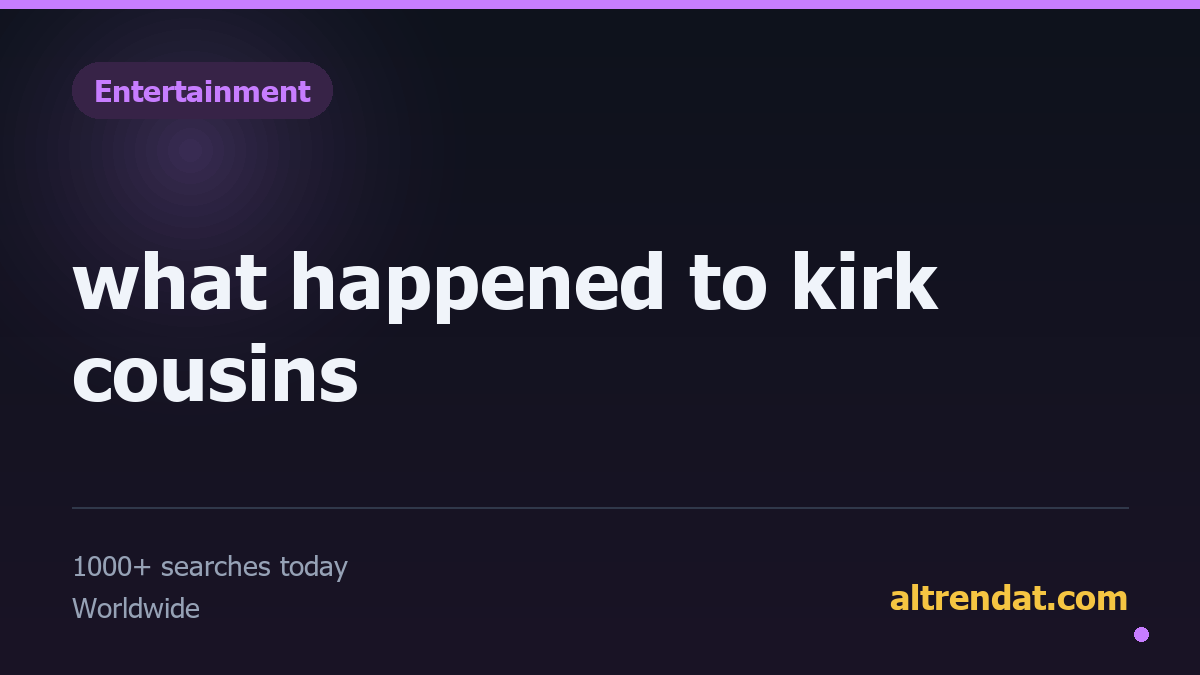 Entertainment
what happened to kirk
cousins
1000+ searches today
Worldwide
altrendat.com